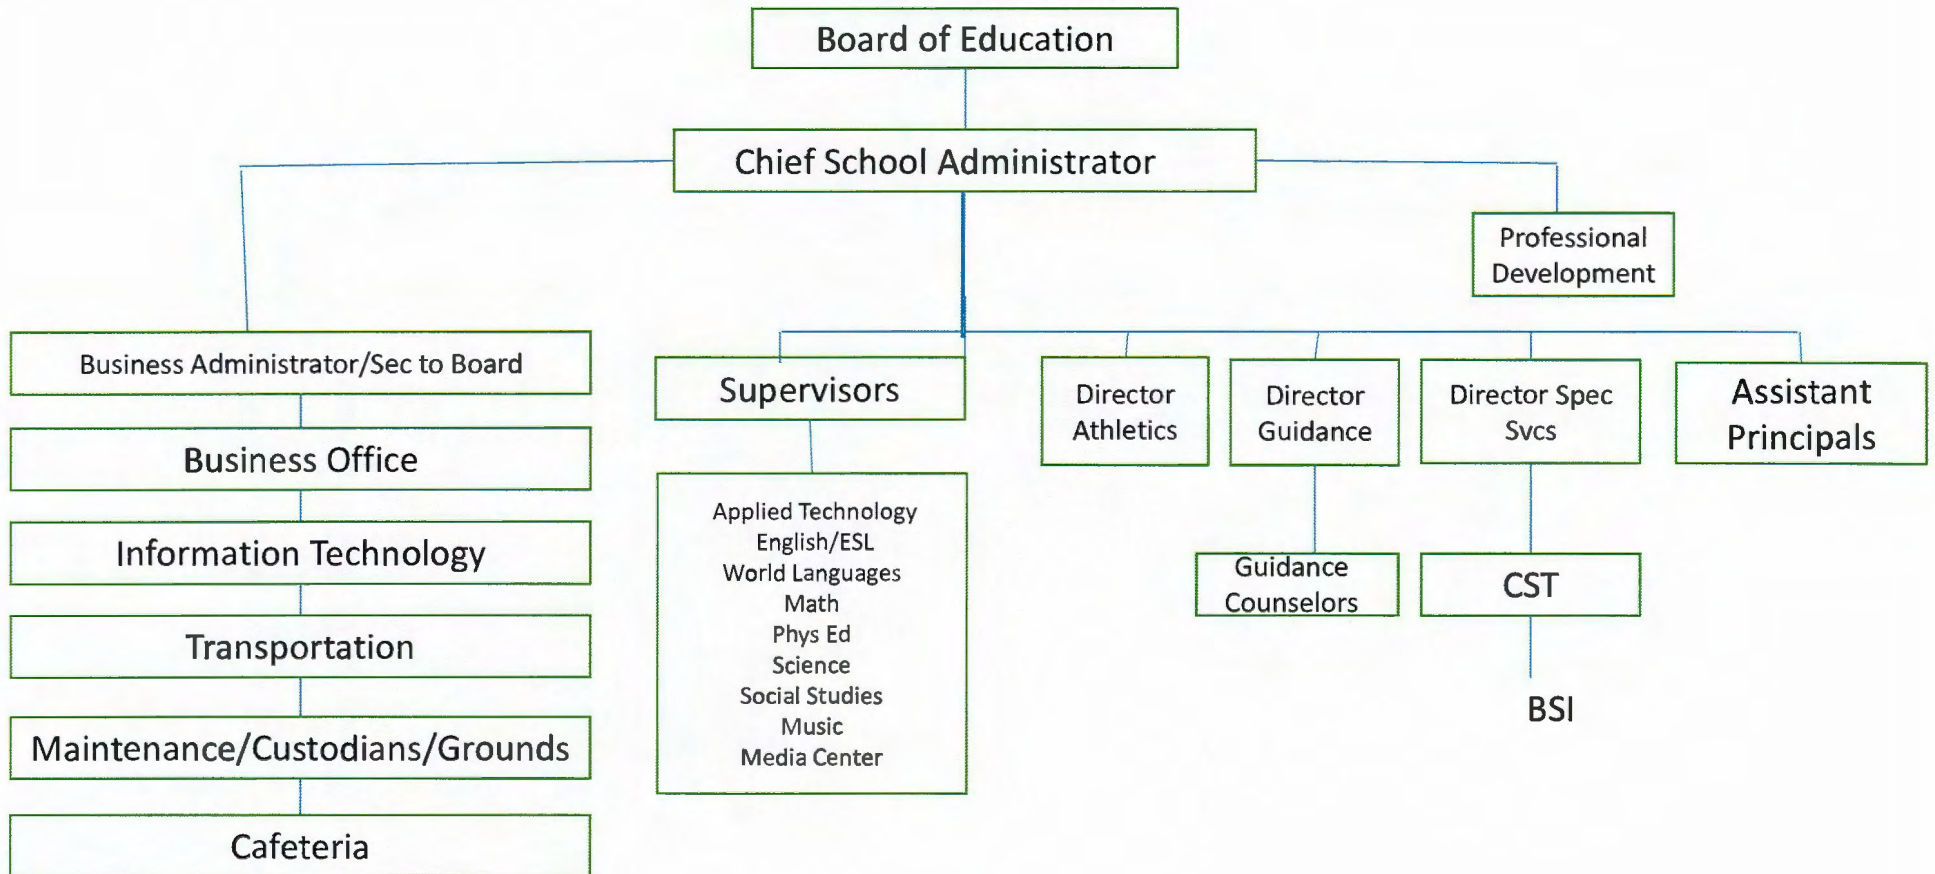 Board of Education
Chief School Administrator
Professional
Development
Business Administrator/Sec to Board
Business Office
Information Technology
Transportation
Maintenance/Custodians/Grounds
Cafeteria
Supervisors
Applied Technology
English/ESL
World Languages
Math
Phys Ed
Science
Social Studies
Music
Media Center
Director
Athletics
Director
Guidance
Guidance
Counselors
Director Spec
Svcs
CST
BSI
Assistant
Principals